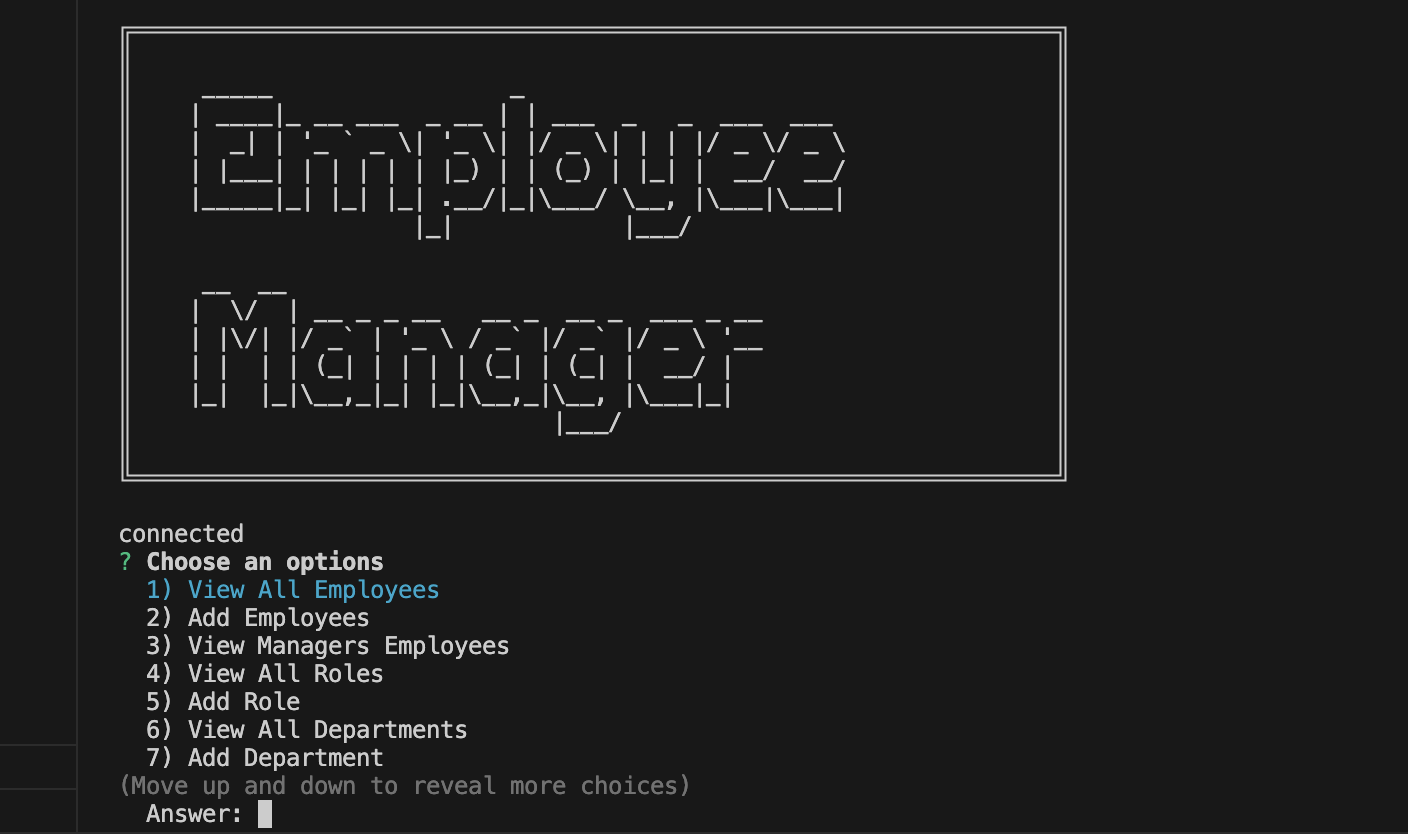 Employee
Manager
connected
? Choose an options
1) View All Employees
2) Add Employees
3) View Managers Employees
4) View All Roles
5) Add Role
6) View All Departments
7) Add Department
(Move up and down to reveal more choices)
Answer: